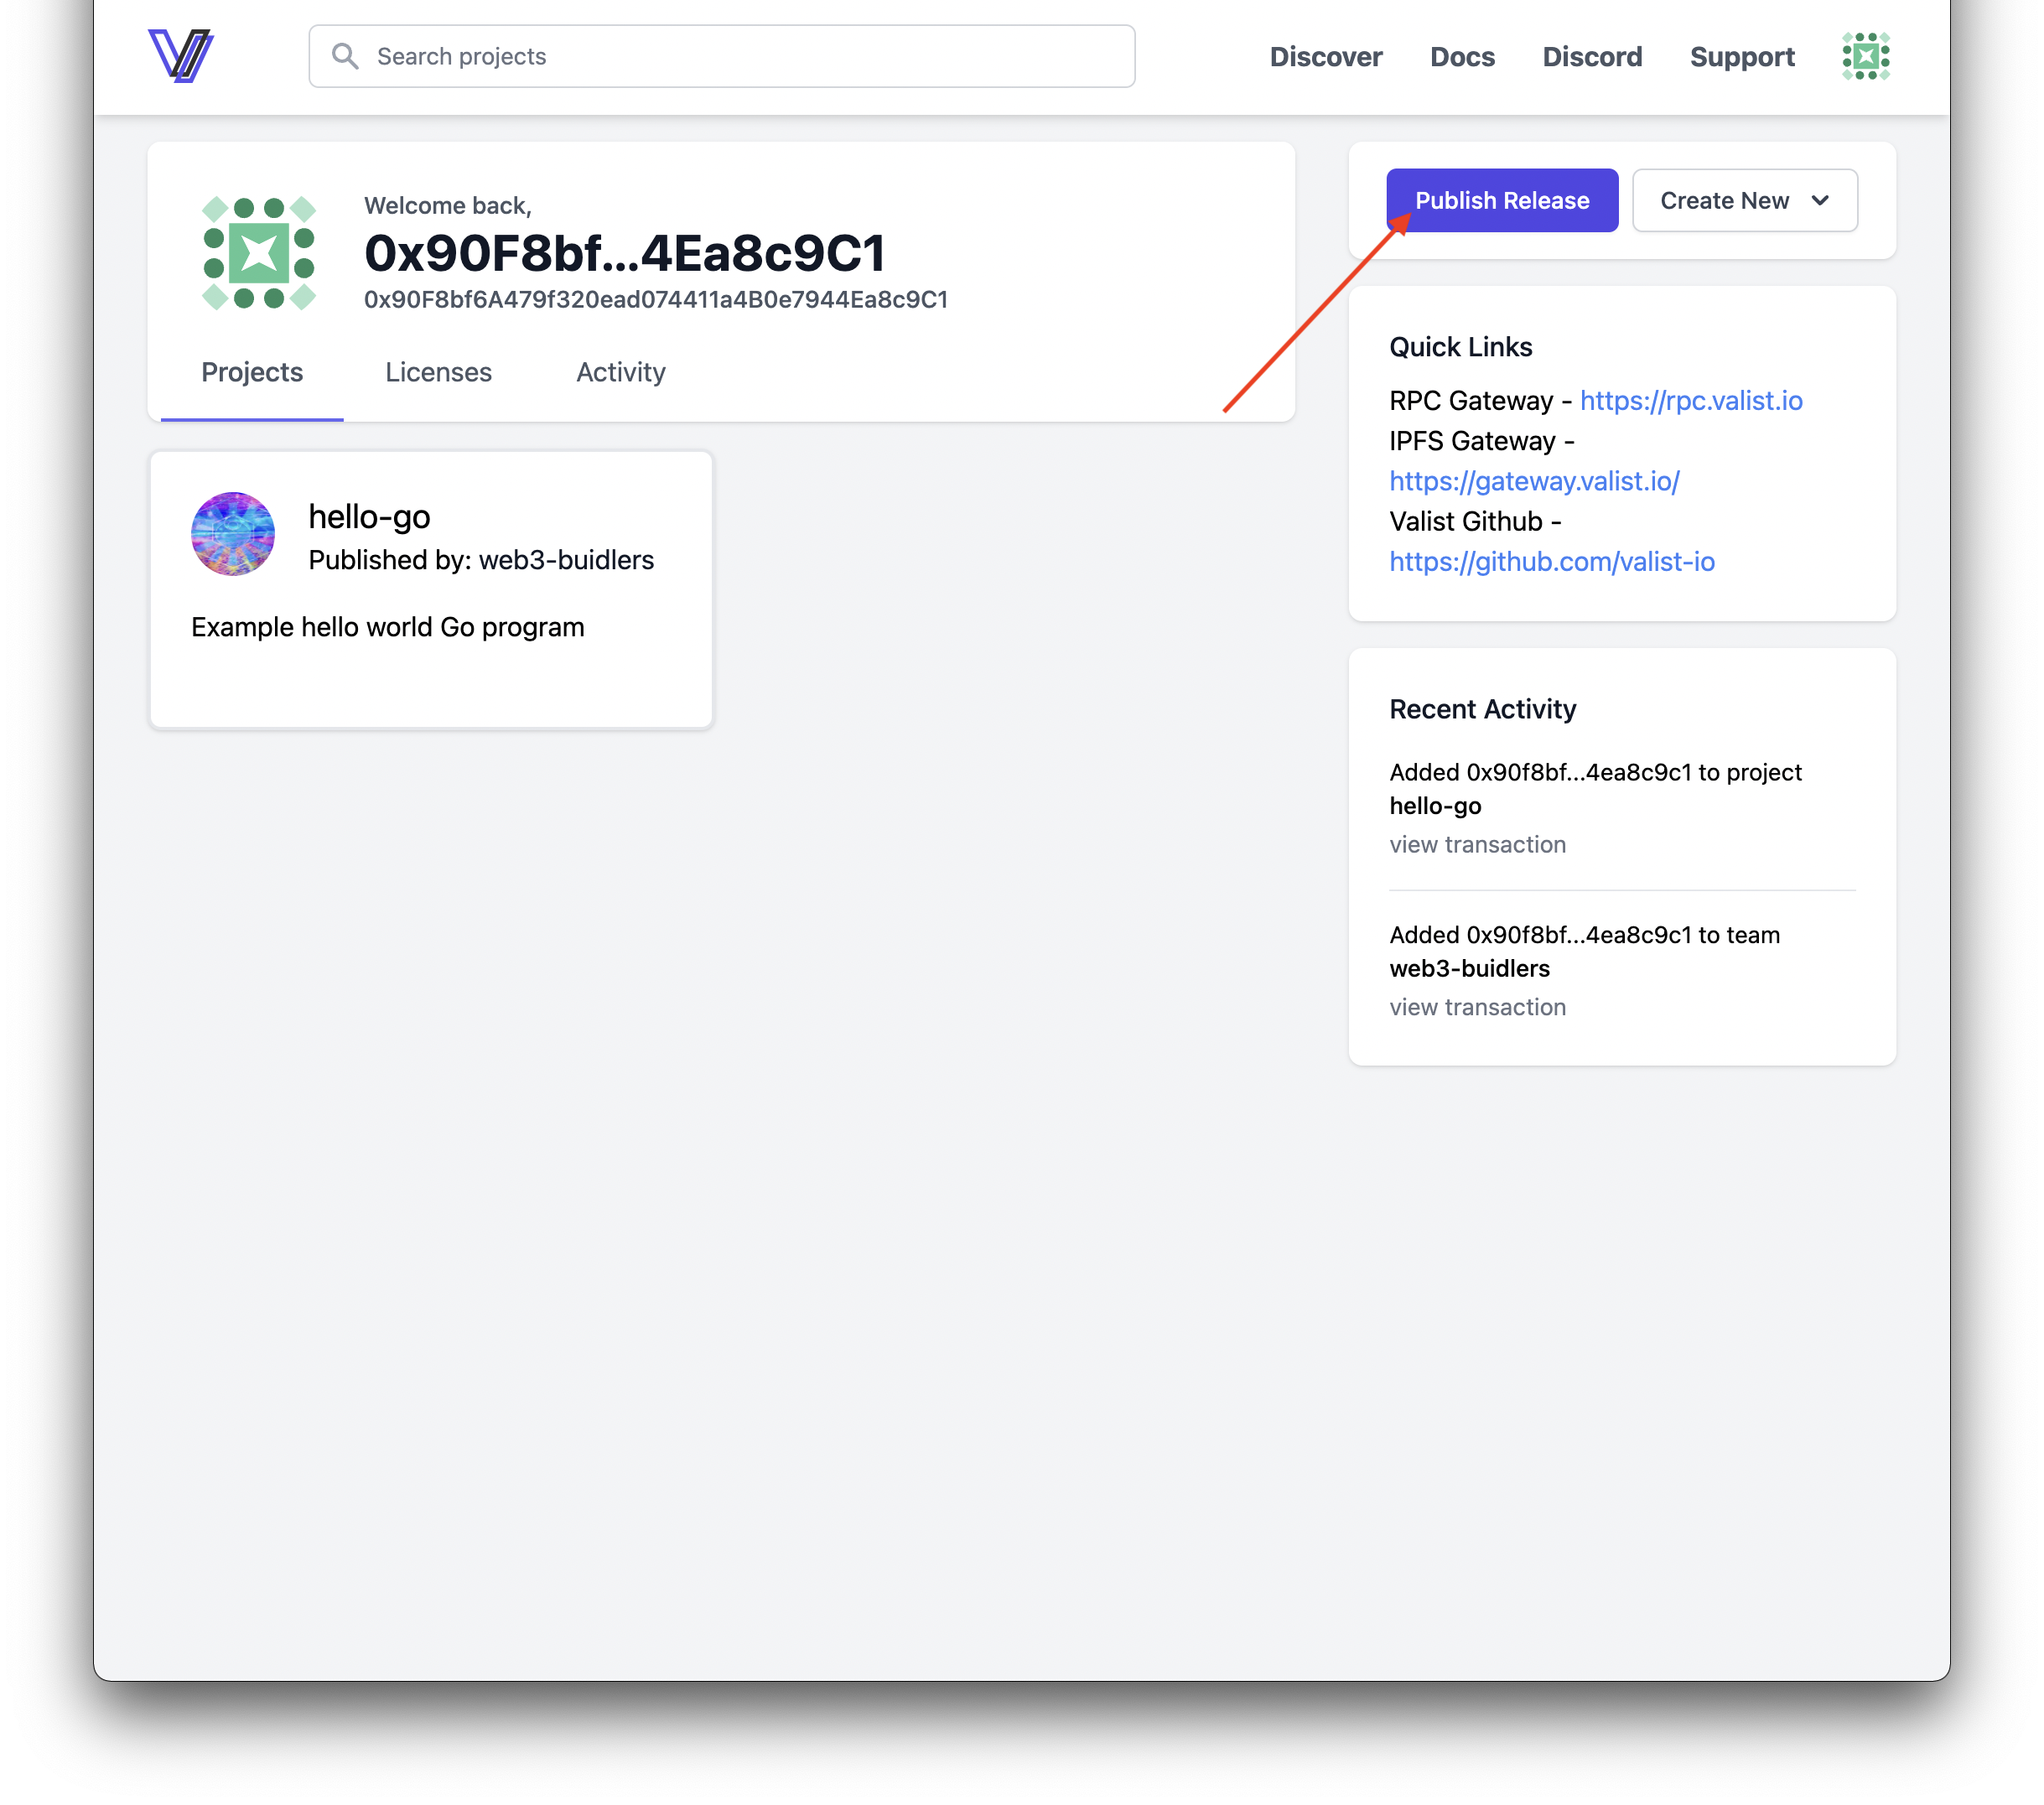 Search projects
Discover
Docs
Discord
Support
Welcome back,
0x90F8bf...4Ea8c9C1
0x90F8bf6A479f320ead074411a4B0e7944Ea8c9C1
Projects
Licenses
Activity
hello-go
Published by: web3-buidlers
Example hello world Go program
Publish Release
Create New
Quick Links
RPC Gateway - https://rpc.valist.io
IPFS Gateway -
https://gateway.valist.io/
Valist Github -
https://github.com/valist-io
Recent Activity
Added 0x90f8bf...4ea8c9c1 to project
hello-go
view transaction
Added 0x90f8bf...4ea8c9c1 to team
web3-buidlers
view transaction